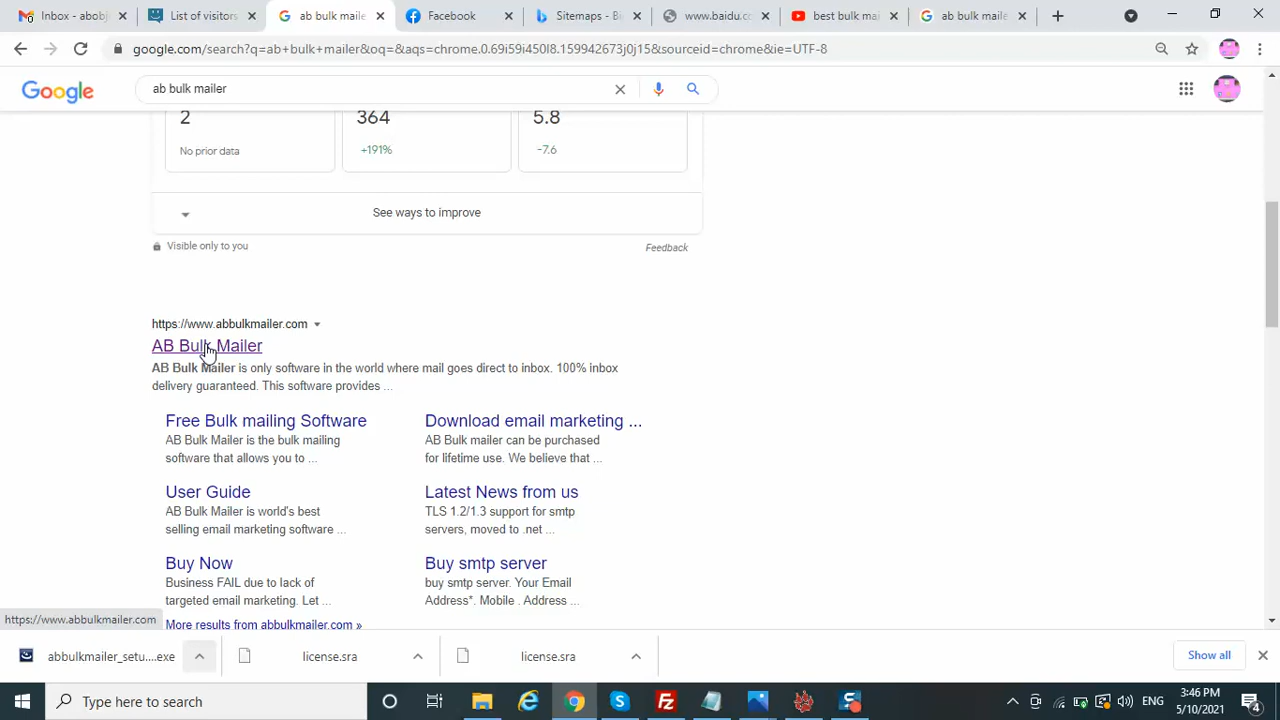 Inbox - abobj
List of visitors
ab bulk maile
Facebook
Sitemaps - Bi
www.baidu.co
best bulk mai
ab bulk maile
google.com/search?q=ab+bulk+mailer&oq=&aqs=chrome.0.69i59i450l8.159942673j0j15&sourceid=chrome&ie=UTF-8
Google
ab bulk mailer
2
364
5.8
No prior data
+191%
-7.6
See ways to improve
Visible only to you
Feedback
https://www.abbulkmailer.com
AB Bulk Mailer
AB Bulk Mailer is only software in the world where mail goes direct to inbox. 100% inbox
delivery guaranteed. This software provides ...
Free Bulk mailing Software
AB Bulk Mailer is the bulk mailing
software that allows you to ...
Download email marketing ...
AB Bulk mailer can be purchased
for lifetime use. We believe that ...
User Guide
AB Bulk Mailer is world's best
selling email marketing software ...
Latest News from us
TLS 1.2/1.3 support for smtp
servers, moved to .net ...
Buy Now
Business FAIL due to lack of
targeted email marketing. Let ...
Buy smtp server
buy smtp server. Your Email
Address*. Mobile . Address ...
https://www.abbulkmailer.com
More results from abbulkmailer.com »
abbulkmailer_setu....exe
license.sra
license.sra
Show all
Type here to search
ENG
3:46 PM
5/10/2021
4